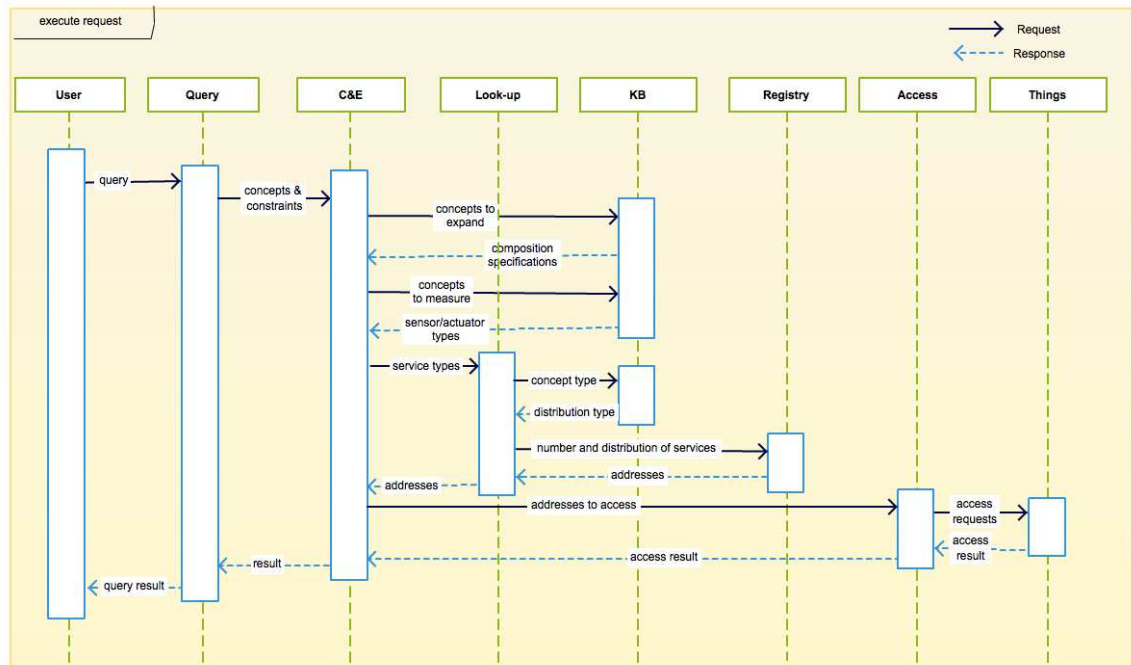 execute request
Request
Response
User
Query
C&E
Look-up
KB
Registry
Access
Things
query
concepts &
constraints
concepts to
expand
composition
specifications
concepts
to measure
sensor/actuator
types
service types
concept type
distribution type
number and distribution of services
addresses
addresses
addresses to access
access
requests
access
result
access result
result
query result